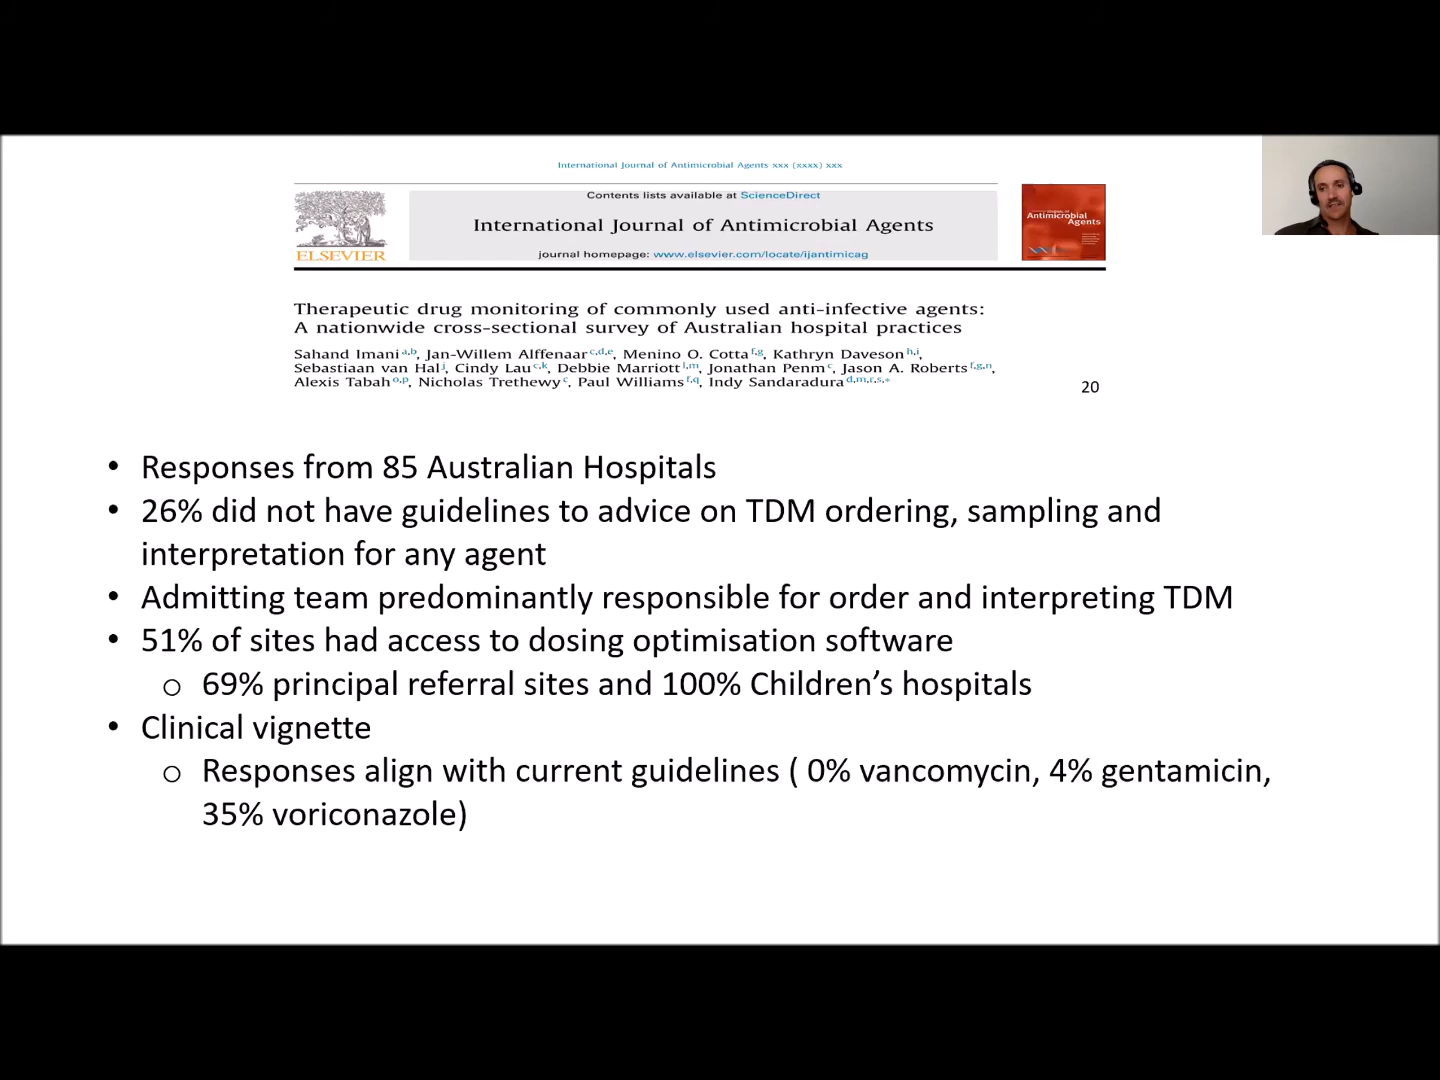 International Journal of Antimicrobial Agents xxx (xxxx) xxx
Contents lists available at ScienceDirect
International Journal of Antimicrobial Agents
journal homepage: www.elsevier.com/locate/ijantimicag
ELSEVIER
Antimicrobial
Agents
Therapeutic drug monitoring of commonly used anti-infective agents:
A nationwide cross-sectional survey of Australian hospital practices
Sahand Imani a,b, Jan-Willem Alffenaar c,d,e, Menino O. Cotta f,g, Kathryn Daveson h,i,
Sebastiaan van Hal j, Cindy Lau c,k, Debbie Marriott l,m, Jonathan Penm c, Jason A. Roberts f,g,n,
Alexis Tabah o,p, Nicholas Trethewy c, Paul Williams f,q, Indy Sandaradura d,m,r,s,*
20
• Responses from 85 Australian Hospitals
• 26% did not have guidelines to advice on TDM ordering, sampling and
interpretation for any agent
• Admitting team predominantly responsible for order and interpreting TDM
• 51% of sites had access to dosing optimisation software
o 69% principal referral sites and 100% Children’s hospitals
• Clinical vignette
o Responses align with current guidelines ( 0% vancomycin, 4% gentamicin,
35% voriconazole)